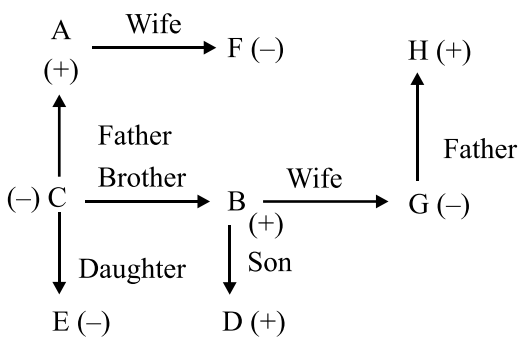 A Wife
(+) F (–) H (+)
Father Father
Brother Wife
(–) C B G (–)
(+)
Daughter Son
E (–) D (+)